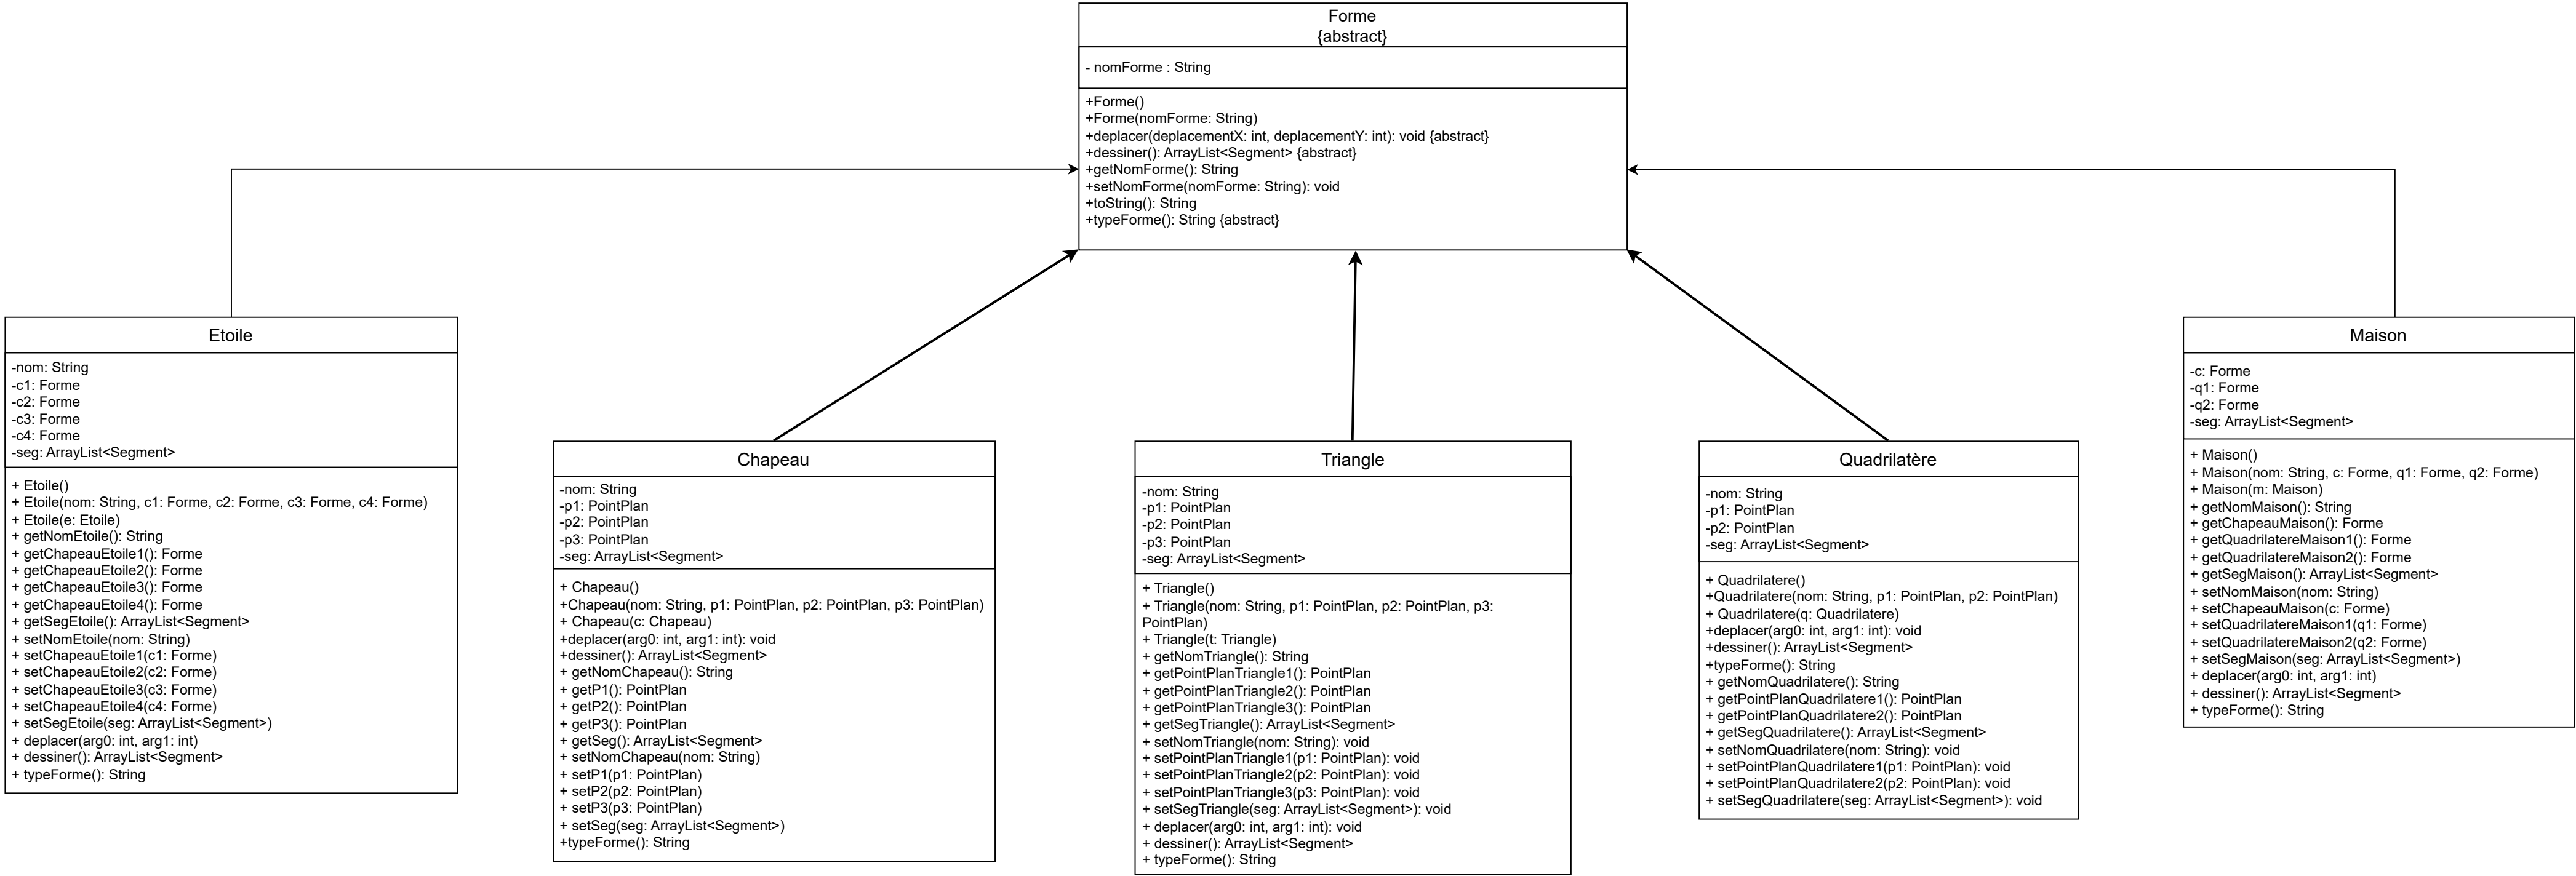 Forme
{abstract}
- nomForme : String
+Forme()
+Forme(nomForme: String)
+deplacer(deplacementX: int, deplacementY: int): void {abstract}
+dessiner(): ArrayList<Segment> {abstract}
+getNomForme(): String
+setNomForme(nomForme: String): void
+toString(): String
+typeForme(): String {abstract}
Etoile
-nom: String
-c1: Forme
-c2: Forme
-c3: Forme
-c4: Forme
-seg: ArrayList<Segment>
+ Etoile()
+ Etoile(nom: String, c1: Forme, c2: Forme, c3: Forme, c4: Forme)
+ Etoile(e: Etoile)
+ getNomEtoile(): String
+ getChapeauEtoile1(): Forme
+ getChapeauEtoile2(): Forme
+ getChapeauEtoile3(): Forme
+ getChapeauEtoile4(): Forme
+ getSegEtoile(): ArrayList<Segment>
+ setNomEtoile(nom: String)
+ setChapeauEtoile1(c1: Forme)
+ setChapeauEtoile2(c2: Forme)
+ setChapeauEtoile3(c3: Forme)
+ setChapeauEtoile4(c4: Forme)
+ setSegEtoile(seg: ArrayList<Segment>)
+ deplacer(arg0: int, arg1: int)
+ dessiner(): ArrayList<Segment>
+ typeForme(): String
Chapeau
-nom: String
-p1: PointPlan
-p2: PointPlan
-p3: PointPlan
-seg: ArrayList<Segment>
+ Chapeau()
+Chapeau(nom: String, p1: PointPlan, p2: PointPlan, p3: PointPlan)
+ Chapeau(c: Chapeau)
+deplacer(arg0: int, arg1: int): void
+dessiner(): ArrayList<Segment>
+ getNomChapeau(): String
+ getP1(): PointPlan
+ getP2(): PointPlan
+ getP3(): PointPlan
+ getSeg(): ArrayList<Segment>
+ setNomChapeau(nom: String)
+ setP1(p1: PointPlan)
+ setP2(p2: PointPlan)
+ setP3(p3: PointPlan)
+ setSeg(seg: ArrayList<Segment>)
+typeForme(): String
Triangle
-nom: String
-p1: PointPlan
-p2: PointPlan
-p3: PointPlan
-seg: ArrayList<Segment>
+ Triangle()
+ Triangle(nom: String, p1: PointPlan, p2: PointPlan, p3:
PointPlan)
+ Triangle(t: Triangle)
+ getNomTriangle(): String
+ getPointPlanTriangle1(): PointPlan
+ getPointPlanTriangle2(): PointPlan
+ getPointPlanTriangle3(): PointPlan
+ getSegTriangle(): ArrayList<Segment>
+ setNomTriangle(nom: String): void
+ setPointPlanTriangle1(p1: PointPlan): void
+ setPointPlanTriangle2(p2: PointPlan): void
+ setPointPlanTriangle3(p3: PointPlan): void
+ setSegTriangle(seg: ArrayList<Segment>): void
+ deplacer(arg0: int, arg1: int): void
+ dessiner(): ArrayList<Segment>
+ typeForme(): String
Quadrilatère
-nom: String
-p1: PointPlan
-p2: PointPlan
-seg: ArrayList<Segment>
+ Quadrilatere()
+Quadrilatere(nom: String, p1: PointPlan, p2: PointPlan)
+ Quadrilatere(q: Quadrilatere)
+deplacer(arg0: int, arg1: int): void
+dessiner(): ArrayList<Segment>
+typeForme(): String
+ getNomQuadrilatere(): String
+ getPointPlanQuadrilatere1(): PointPlan
+ getPointPlanQuadrilatere2(): PointPlan
+ getSegQuadrilatere(): ArrayList<Segment>
+ setNomQuadrilatere(nom: String): void
+ setPointPlanQuadrilatere1(p1: PointPlan): void
+ setPointPlanQuadrilatere2(p2: PointPlan): void
+ setSegQuadrilatere(seg: ArrayList<Segment>): void
Maison
-c: Forme
-q1: Forme
-q2: Forme
-seg: ArrayList<Segment>
+ Maison()
+ Maison(nom: String, c: Forme, q1: Forme, q2: Forme)
+ Maison(m: Maison)
+ getNomMaison(): String
+ getChapeauMaison(): Forme
+ getQuadrilatereMaison1(): Forme
+ getQuadrilatereMaison2(): Forme
+ getSegMaison(): ArrayList<Segment>
+ setNomMaison(nom: String)
+ setChapeauMaison(c: Forme)
+ setQuadrilatereMaison1(q1: Forme)
+ setQuadrilatereMaison2(q2: Forme)
+ setSegMaison(seg: ArrayList<Segment>)
+ deplacer(arg0: int, arg1: int)
+ dessiner(): ArrayList<Segment>
+ typeForme(): String